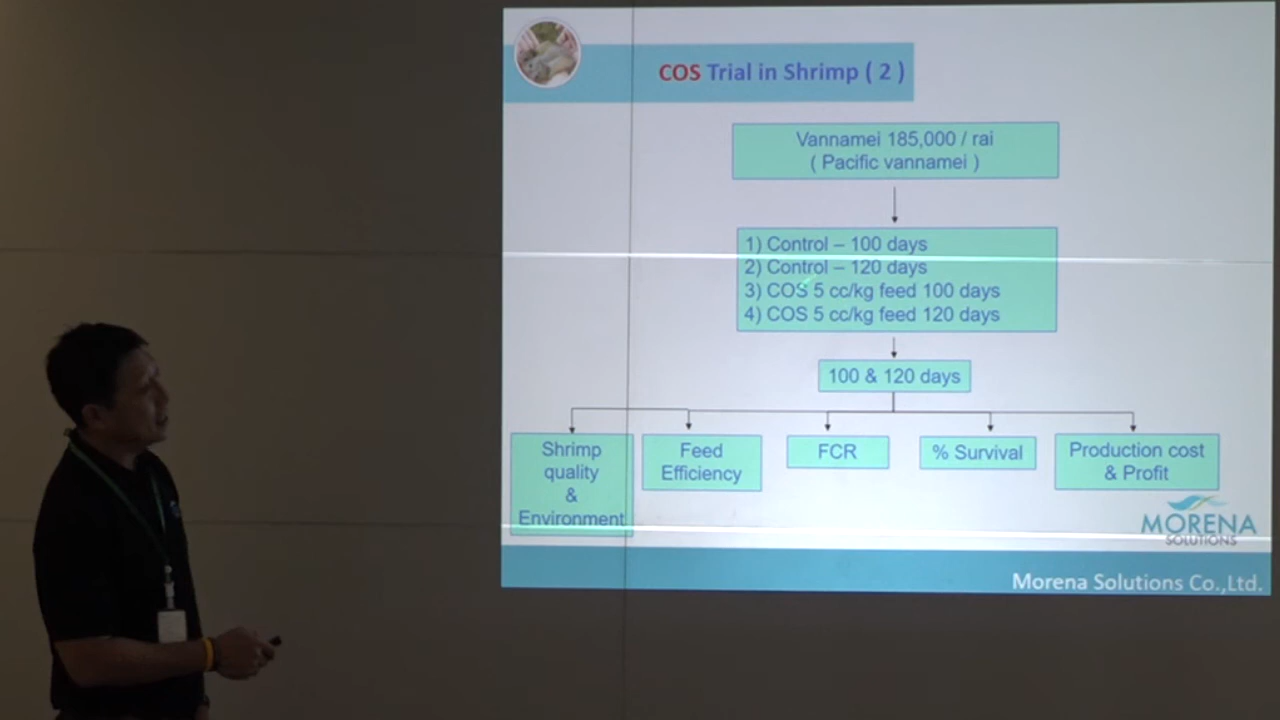 COS Trial in Shrimp ( 2 )
Vannamei 185,000 / rai
( Pacific vannamei )
1) Control – 100 days
2) Control – 120 days
3) COS 5 cc/kg feed 100 days
4) COS 5 cc/kg feed 120 days
100 & 120 days
Shrimp
quality
&
Environment
Feed
Efficiency
FCR
% Survival
Production cost
& Profit
MORENA
SOLUTIONS
Morena Solutions Co.,Ltd.